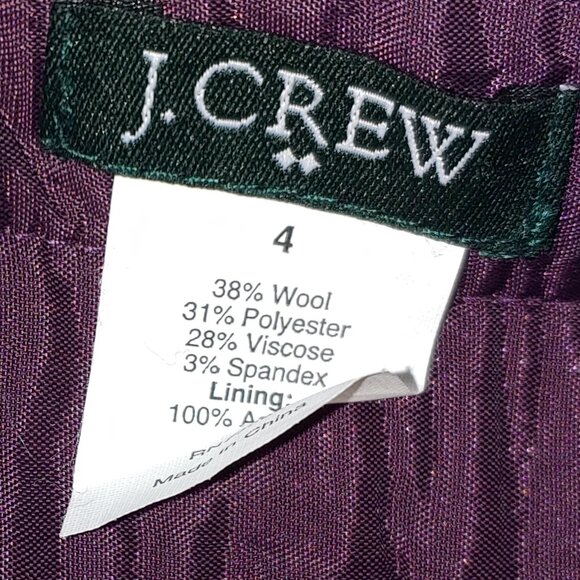 J.CREW
4
38% Wool
31% Polyester
28% Viscose
3% Spandex
Lining:
100%
Made in China